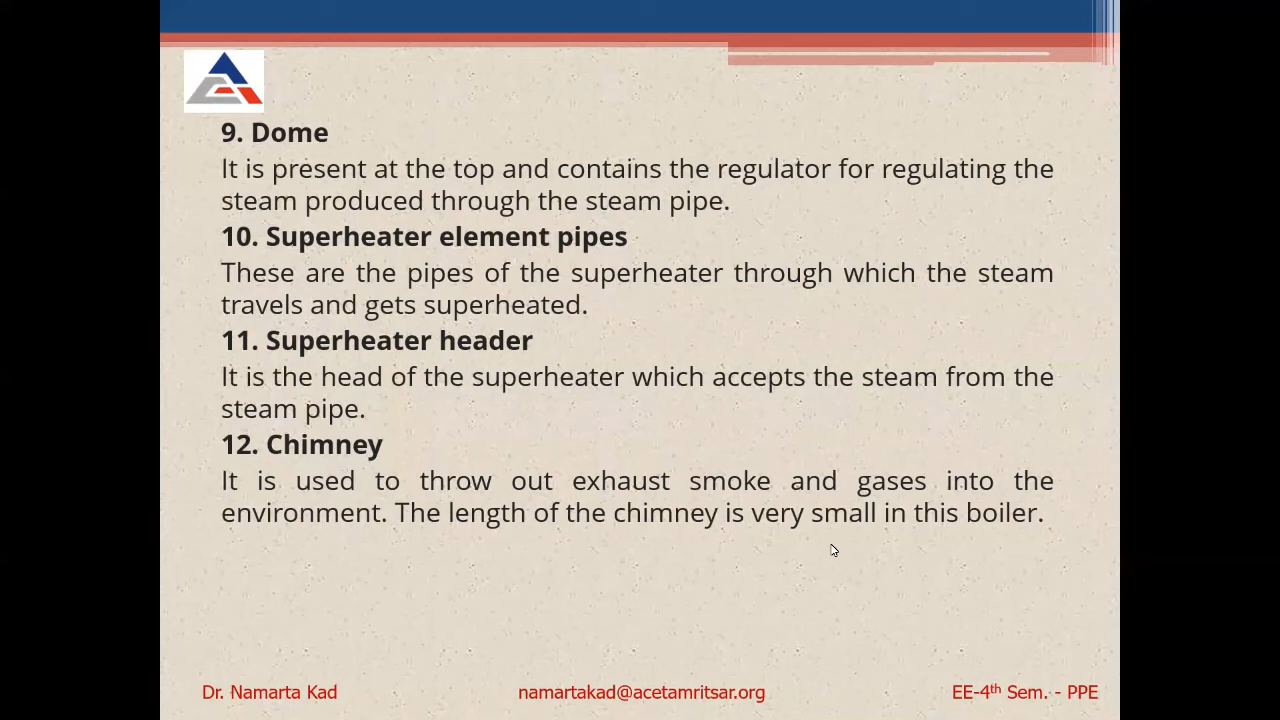 9. Dome
It is present at the top and contains the regulator for regulating the
steam produced through the steam pipe.
10. Superheater element pipes
These are the pipes of the superheater through which the steam
travels and gets superheated.
11. Superheater header
It is the head of the superheater which accepts the steam from the
steam pipe.
12. Chimney
It is used to throw out exhaust smoke and gases into the
environment. The length of the chimney is very small in this boiler.
Dr. Namarta Kad namartakad@acetamritsar.org EE-4th Sem. - PPE